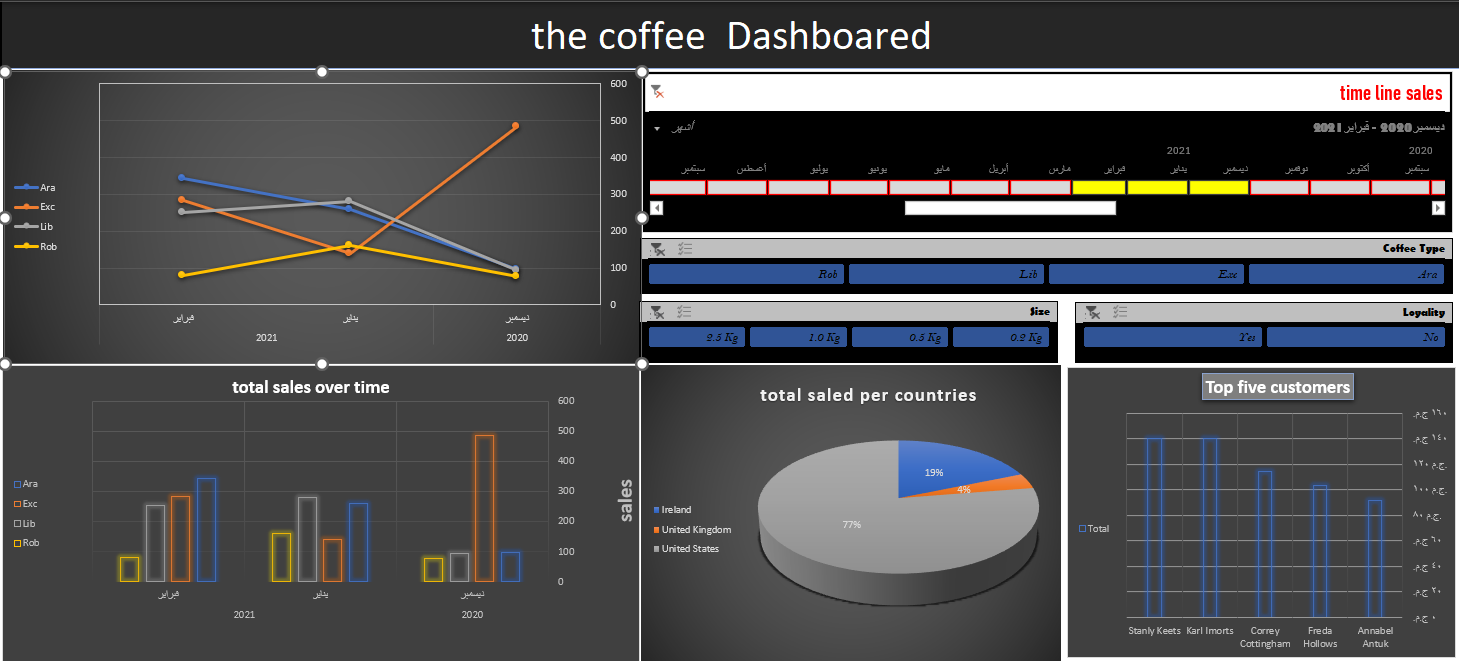 the coffee  Dashboared
600
500
400
300
200
100
0
Ara
Exc
Lib
Rob
فبراير
يناير
ديسمبر
2021
2020
time line sales
ديسمبر 2020 - فبراير 2021
أشهر
2020
2021
سبتمبر
أكتوبر
نوفمبر
ديسمبر
يناير
فبراير
مارس
أبريل
مايو
يونيو
يوليو
أغسطس
سبتمبر
Coffee Type
Rob
Lib
Exc
Ara
Size
2.5 Kg
1.0 Kg
0.5 Kg
0.2 Kg
Loyality
Yes
No
total sales over time
600
500
400
300
200
100
0
sales
Ara
Exc
Lib
Rob
فبراير
يناير
ديسمبر
2021
2020
total saled per countries
19%
4%
77%
Ireland
United Kingdom
United States
Top five customers
١٦٠ ج.م.
١٤٠ ج.م.
١٢٠ ج.م.
١٠٠ ج.م.
٨٠ ج.م.
٦٠ ج.م.
٤٠ ج.م.
٢٠ ج.م.
٠ ج.م.
Total
Stanly Keets
Karl Imorts
Correy
Cottingham
Freda
Hollows
Annabel
Antuk